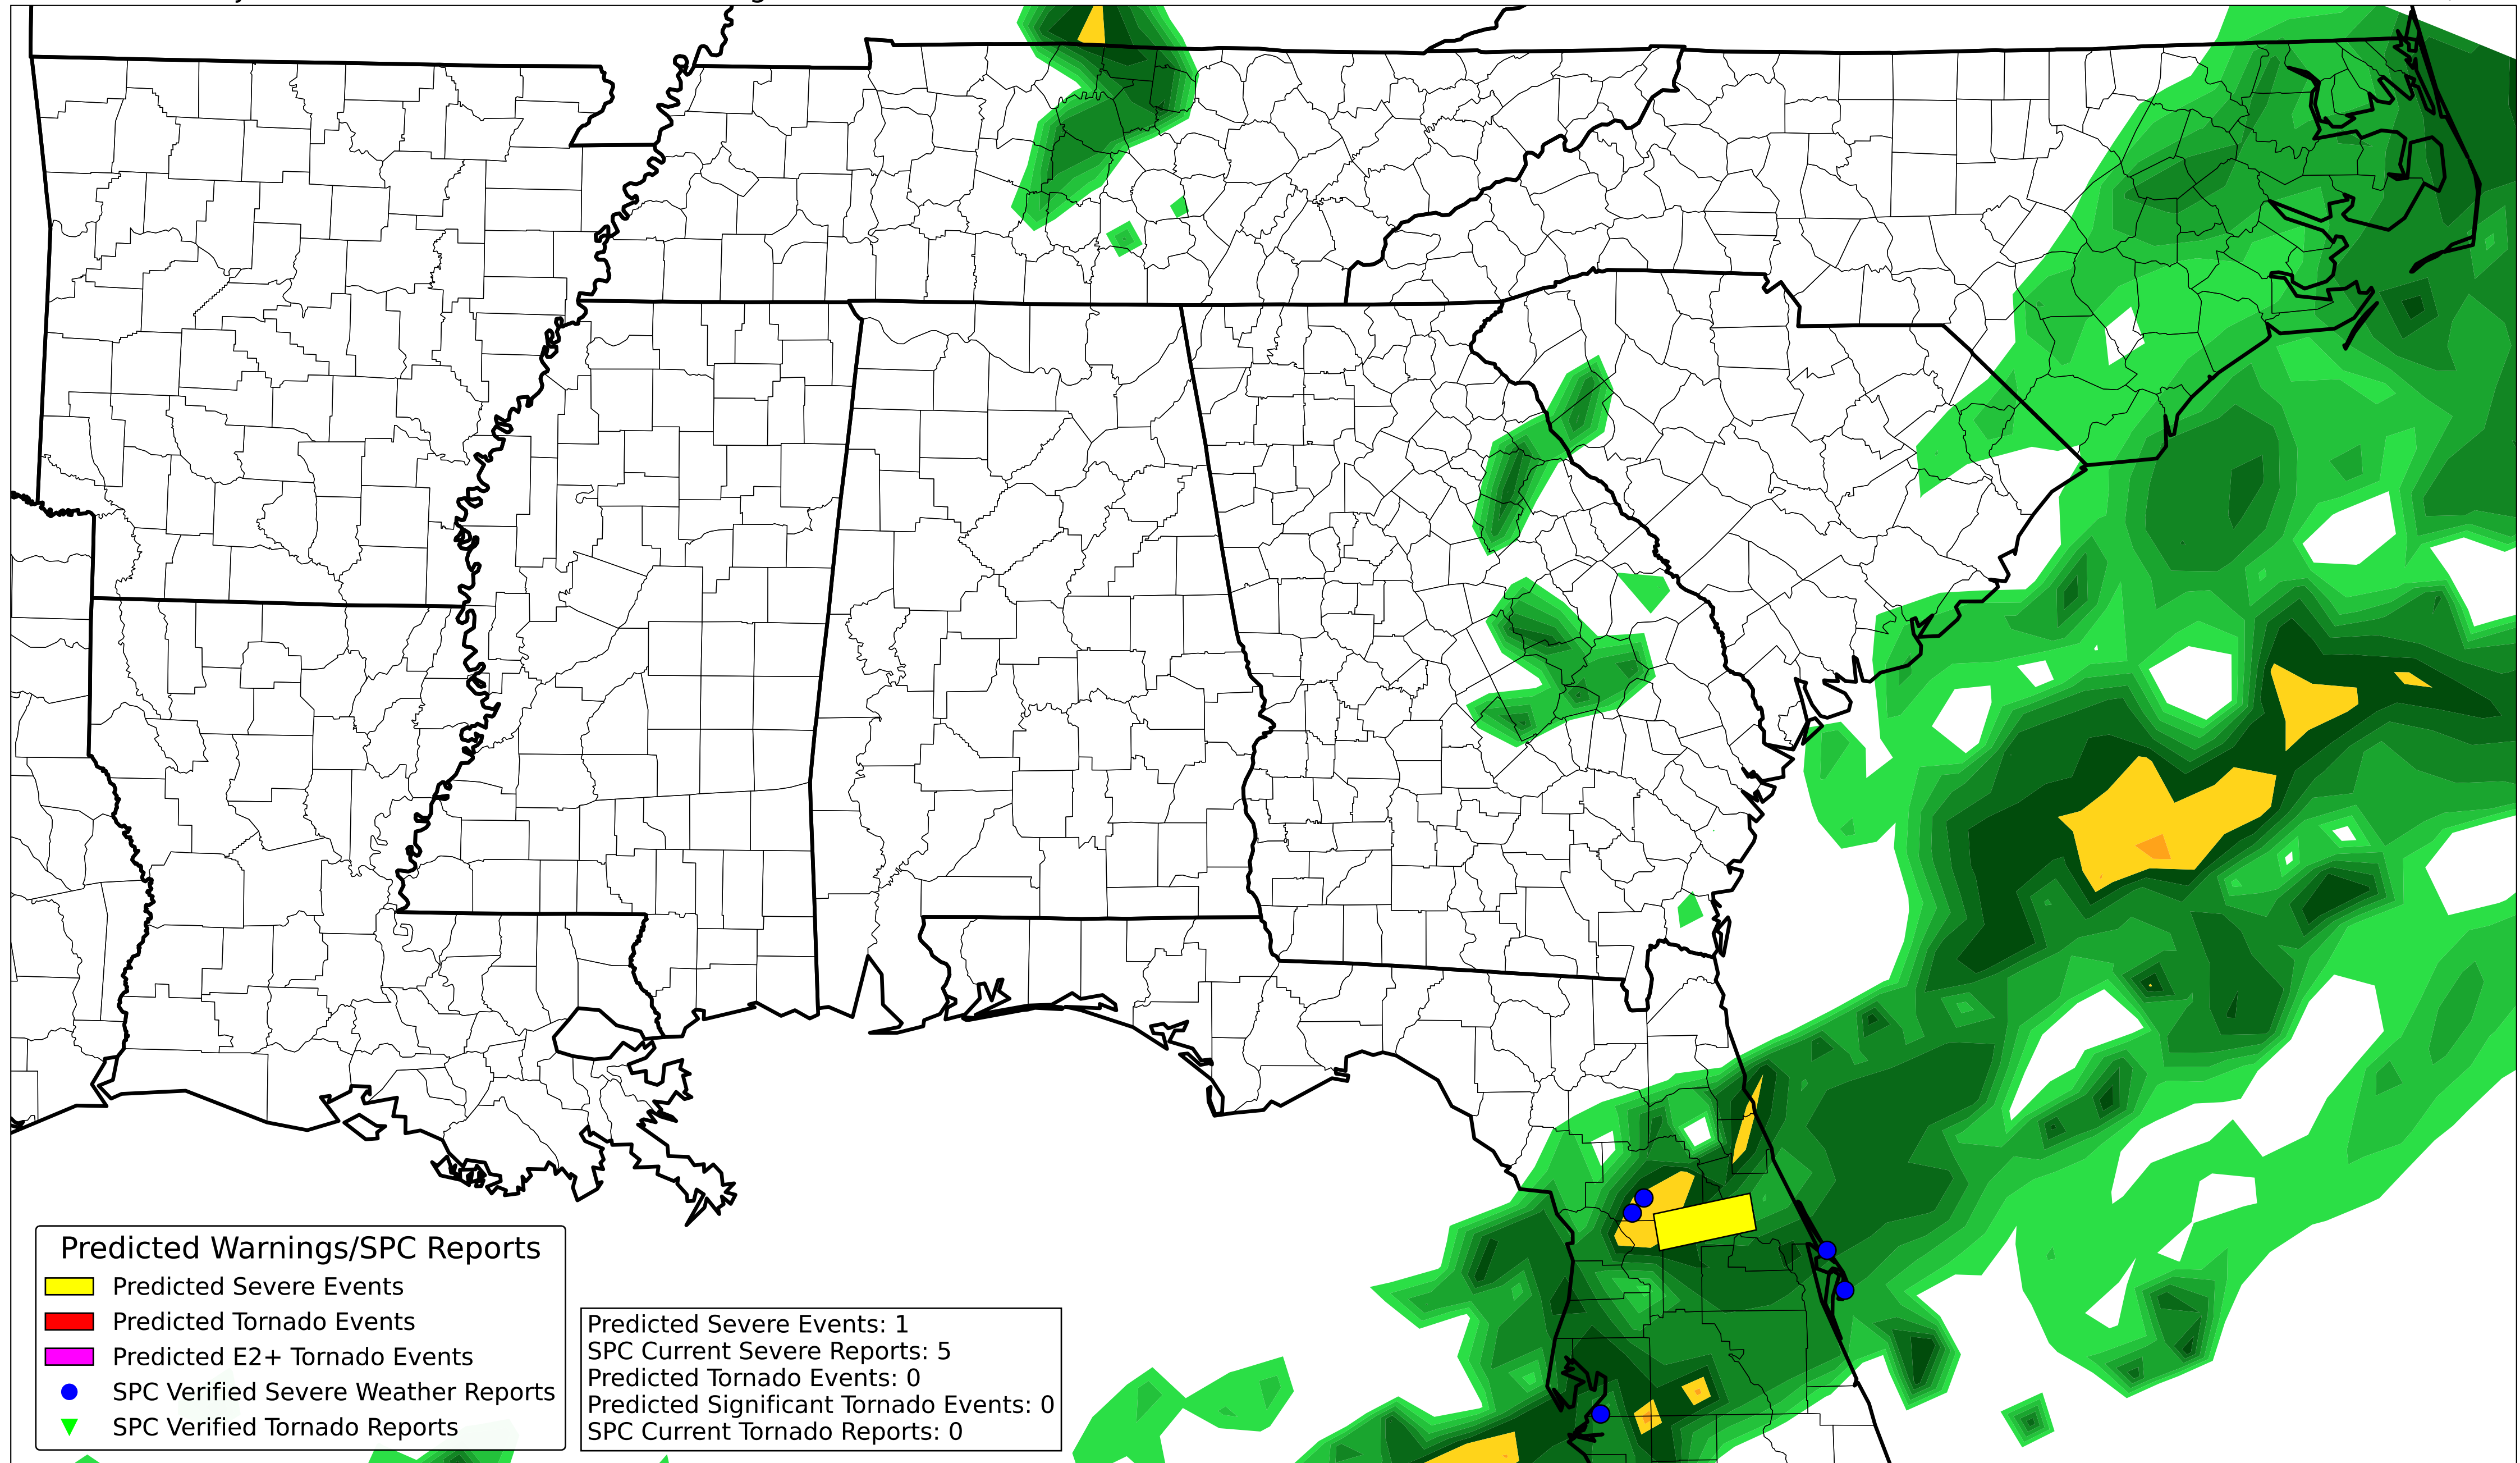 Predicted Warnings/SPC Reports
Predicted Severe Events
Predicted Tornado Events
Predicted E2+ Tornado Events
SPC Verified Severe Weather Reports
SPC Verified Tornado Reports
Predicted Severe Events: 1
SPC Current Severe Reports: 5
Predicted Tornado Events: 0
Predicted Significant Tornado Events: 0
SPC Current Tornado Reports: 0